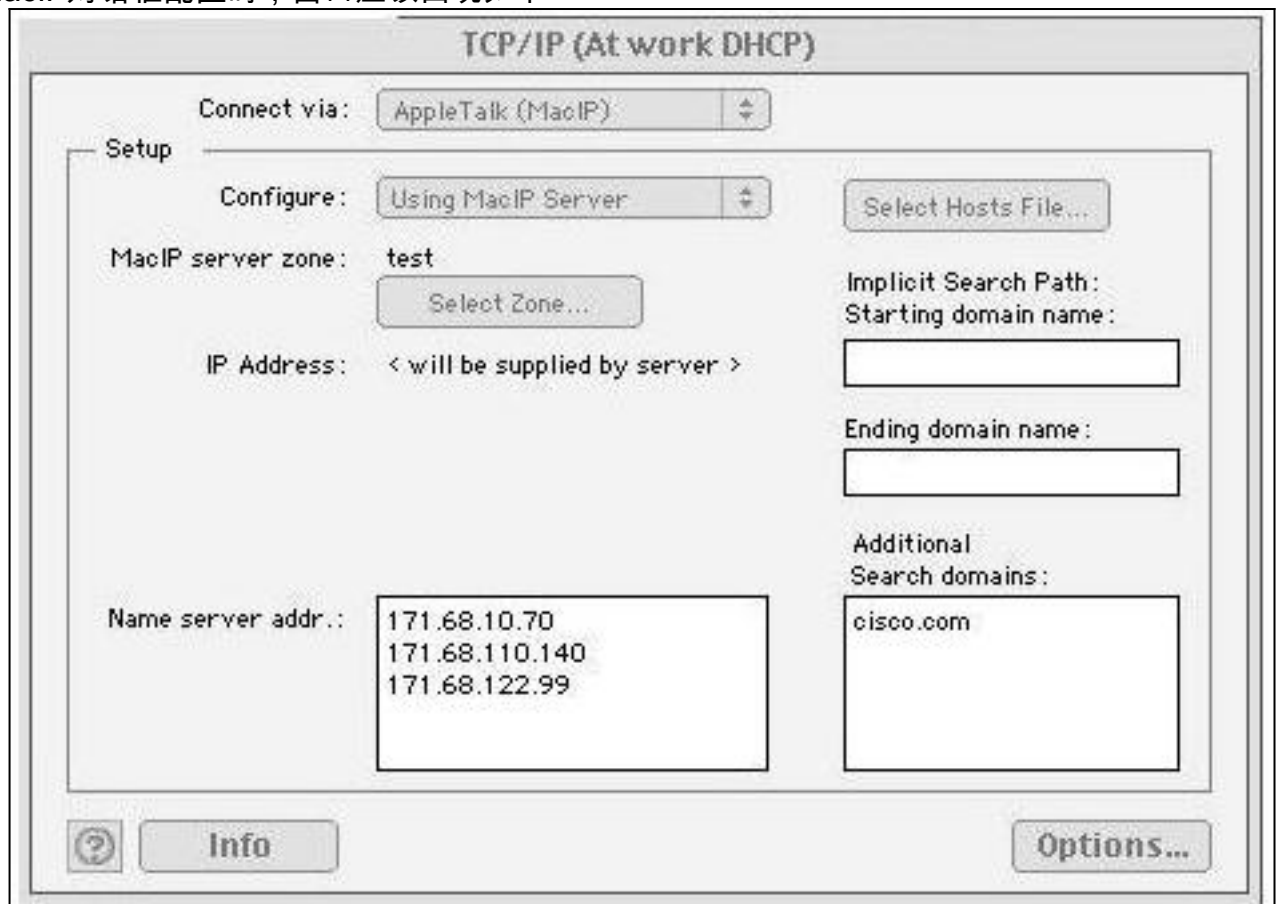 TCP/IP (At work DHCP)
Connect via: AppleTalk (MacIP)
Setup
Configure: Using MacIP Server
Select Hosts File...
MacIP server zone: test
Select Zone...
Implicit Search Path:
Starting domain name:
IP Address: < will be supplied by server >
Ending domain name:
Additional
Search domains:
Name server addr.: 171.68.10.70
171.68.110.140
171.68.122.99
cisco.com
Info
Options...